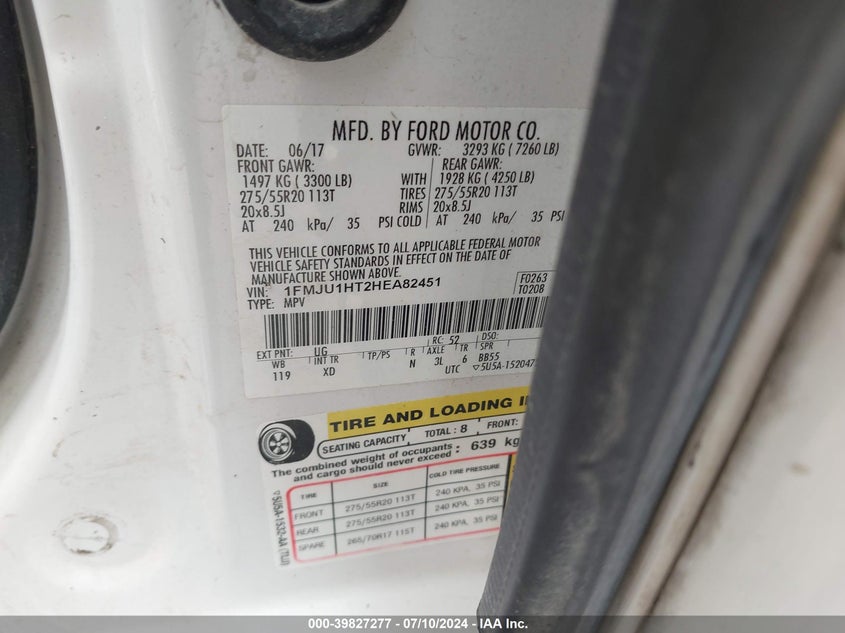 MFD. BY FORD MOTOR CO.
DATE: 06/17 GVWR: 3293 KG ( 7260 LB)
FRONT GAWR: REAR GAWR:
1497 KG ( 3300 LB) WITH 1928 KG ( 4250 LB)
275/55R20 113T TIRES 275/55R20 113T
20x8.5J RIMS 20x8.5J
AT 240 kPa/ 35 PSI COLD AT 240 kPa/ 35 PSI
THIS VEHICLE CONFORMS TO ALL APPLICABLE FEDERAL MOTOR
VEHICLE SAFETY STANDARDS IN EFFECT ON THE DATE OF
MANUFACTURE SHOWN ABOVE.
VIN: 1FMJU1HT2HEA82451 F0263
TYPE: MPV T0208
EXT PNT: UG RC: 52 DSO:
WB INT TR TP/PS R AXLE TR SPR
119 XD N 3L 6 BB55
UTC ▽5U5A-152047
TIRE AND LOADING
SEATING CAPACITY TOTAL : 8 FRONT:
The combined weight of occupants and cargo should never exceed : 639 kg
TIRE SIZE COLD TIRE PRESSURE
FRONT 275/55R20 113T 240 KPA, 35 PSI
REAR 275/55R20 113T 240 KPA, 35 PSI
SPARE 265/70R17 115T 240 KPA, 35 PSI
000-39827277 - 07/10/2024 - IAA Inc.